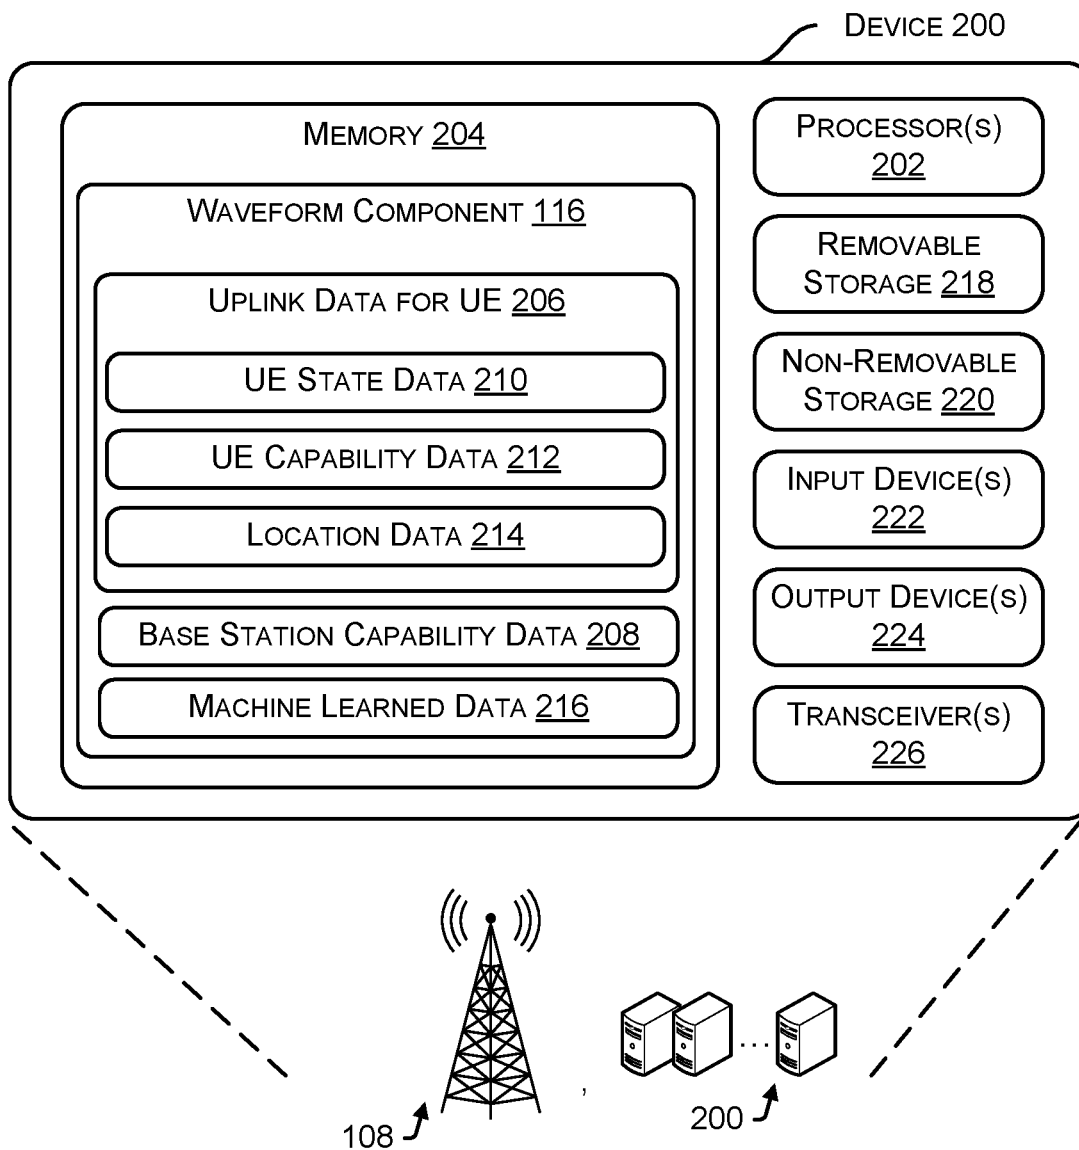 DEVICE 200
MEMORY 204
WAVEFORM COMPONENT 116
UPLINK DATA FOR UE 206
UE STATE DATA 210
UE CAPABILITY DATA 212
LOCATION DATA 214
BASE STATION CAPABILITY DATA 208
MACHINE LEARNED DATA 216
PROCESSOR(S)
202
REMOVABLE
STORAGE 218
NON-REMOVABLE
STORAGE 220
INPUT DEVICE(S)
222
OUTPUT DEVICE(S)
224
TRANSCEIVER(S)
226
108
,
...
200